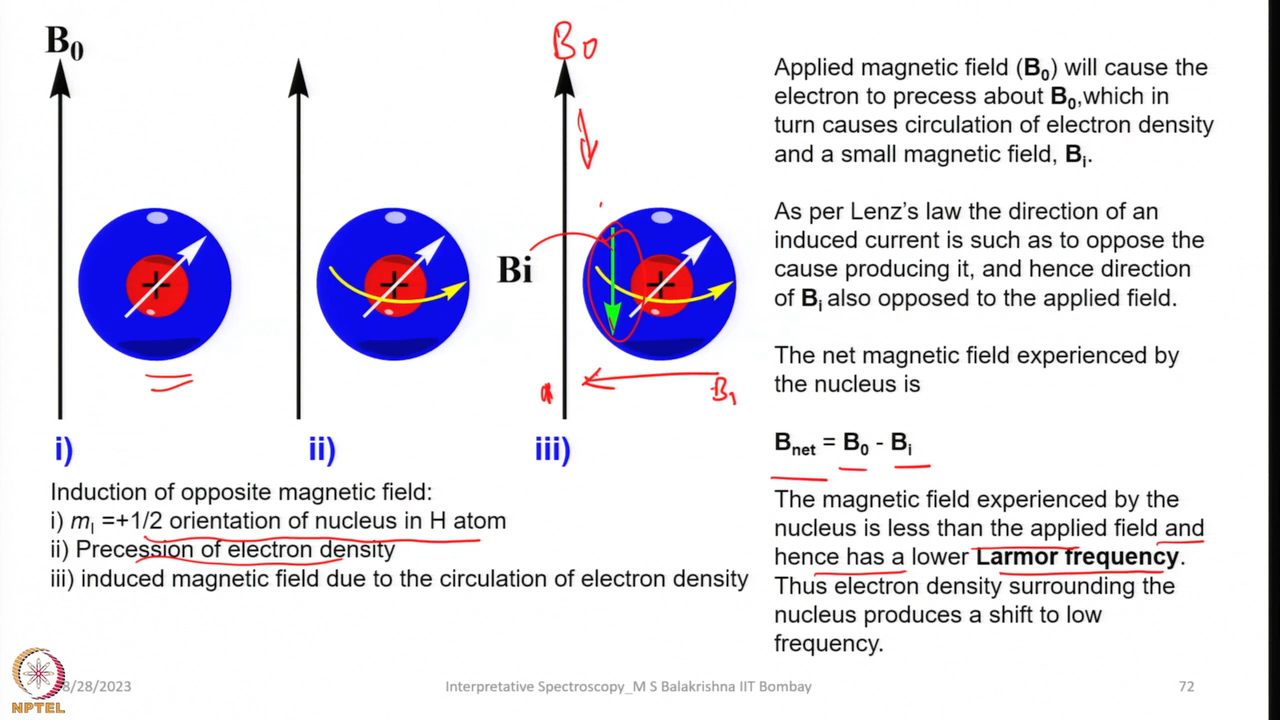 B₀
B₀
Bi
B₁
+
+
+
i)
ii)
iii)
Induction of opposite magnetic field:
i) mI =+1/2 orientation of nucleus in H atom
ii) Precession of electron density
iii) induced magnetic field due to the circulation of electron density
Applied magnetic field (B₀) will cause the
electron to precess about B₀,which in
turn causes circulation of electron density
and a small magnetic field, Bᵢ.
As per Lenz's law the direction of an
induced current is such as to oppose the
cause producing it, and hence direction
of Bᵢ also opposed to the applied field.
The net magnetic field experienced by
the nucleus is
Bnet = B₀ - Bᵢ
The magnetic field experienced by the
nucleus is less than the applied field and
hence has a lower Larmor frequency.
Thus electron density surrounding the
nucleus produces a shift to low
frequency.
NPTEL
8/28/2023
Interpretative Spectroscopy_M S Balakrishna IIT Bombay
72